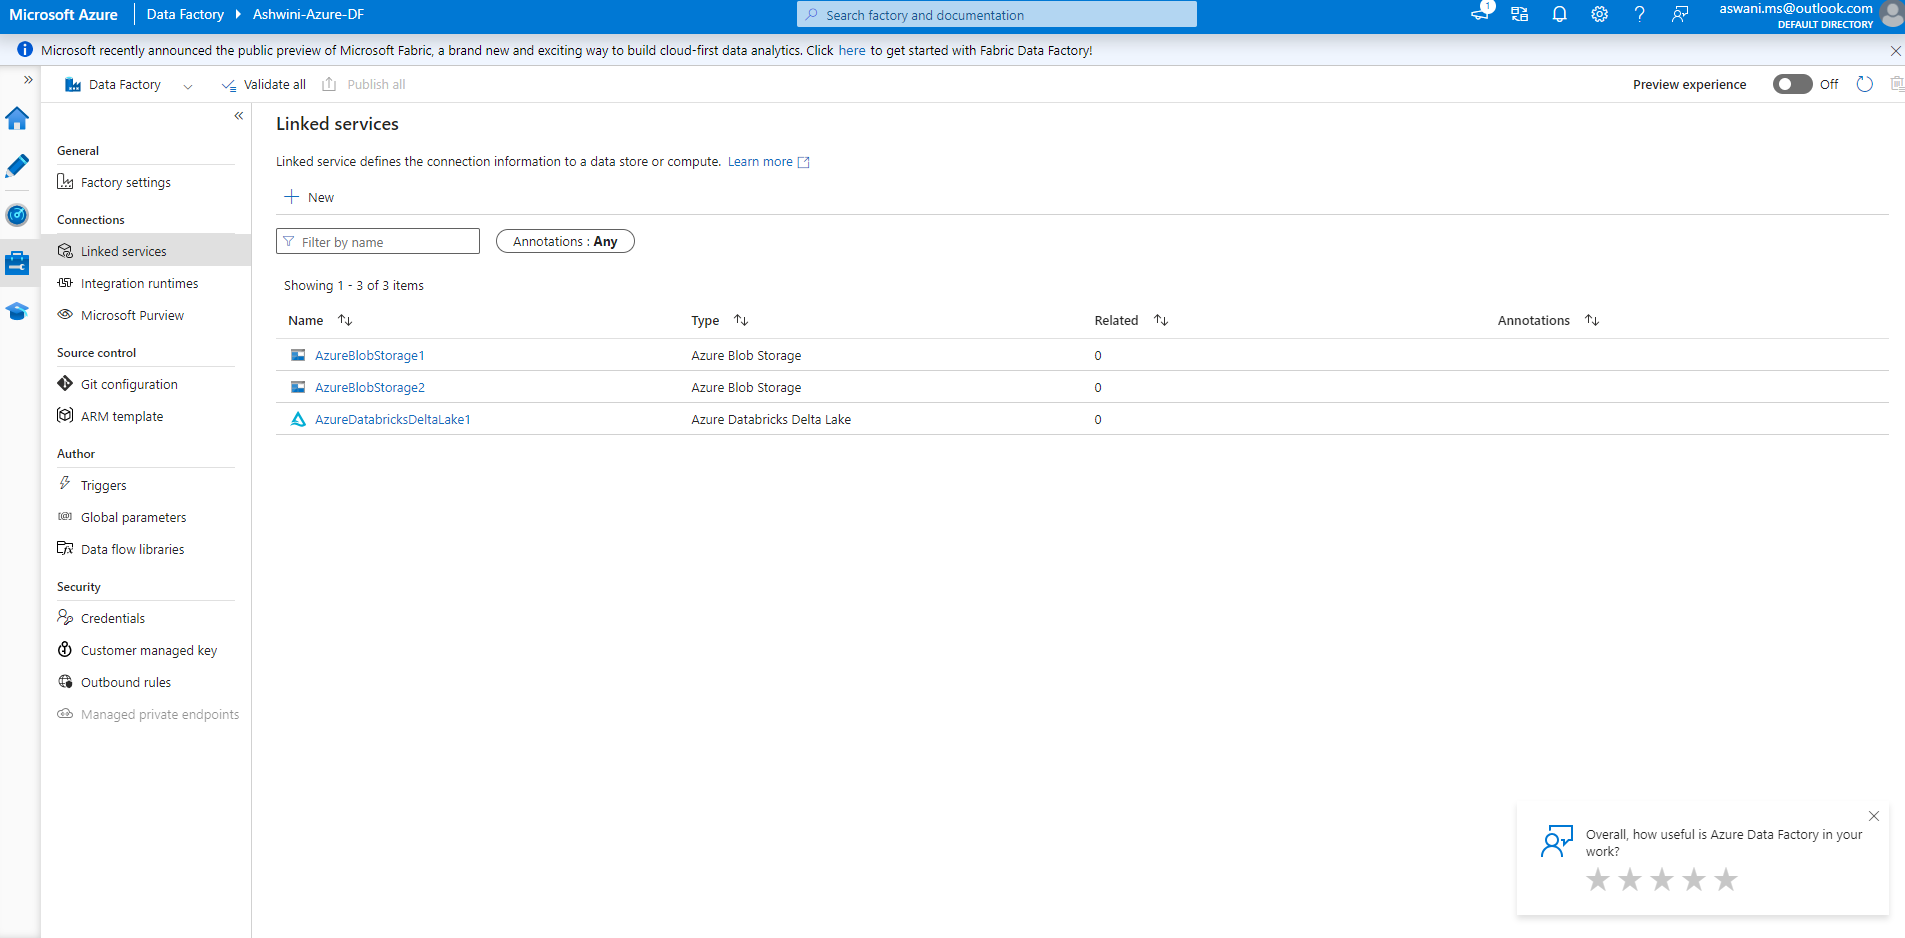 Microsoft Azure
Data Factory
Ashwini-Azure-DF
Search factory and documentation
1
aswani.ms@outlook.com
DEFAULT DIRECTORY
Microsoft recently announced the public preview of Microsoft Fabric, a brand new and exciting way to build cloud-first data analytics. Click here to get started with Fabric Data Factory!
Data Factory
Validate all
Publish all
Preview experience
Off
General
Factory settings
Connections
Linked services
Integration runtimes
Microsoft Purview
Source control
Git configuration
ARM template
Author
Triggers
Global parameters
Data flow libraries
Security
Credentials
Customer managed key
Outbound rules
Managed private endpoints
Linked services
Linked service defines the connection information to a data store or compute. Learn more
New
Filter by name
Annotations : Any
Showing 1 - 3 of 3 items
Name Type Related Annotations
AzureBlobStorage1 Azure Blob Storage 0
AzureBlobStorage2 Azure Blob Storage 0
AzureDatabricksDeltaLake1 Azure Databricks Delta Lake 0
Overall, how useful is Azure Data Factory in your
work?